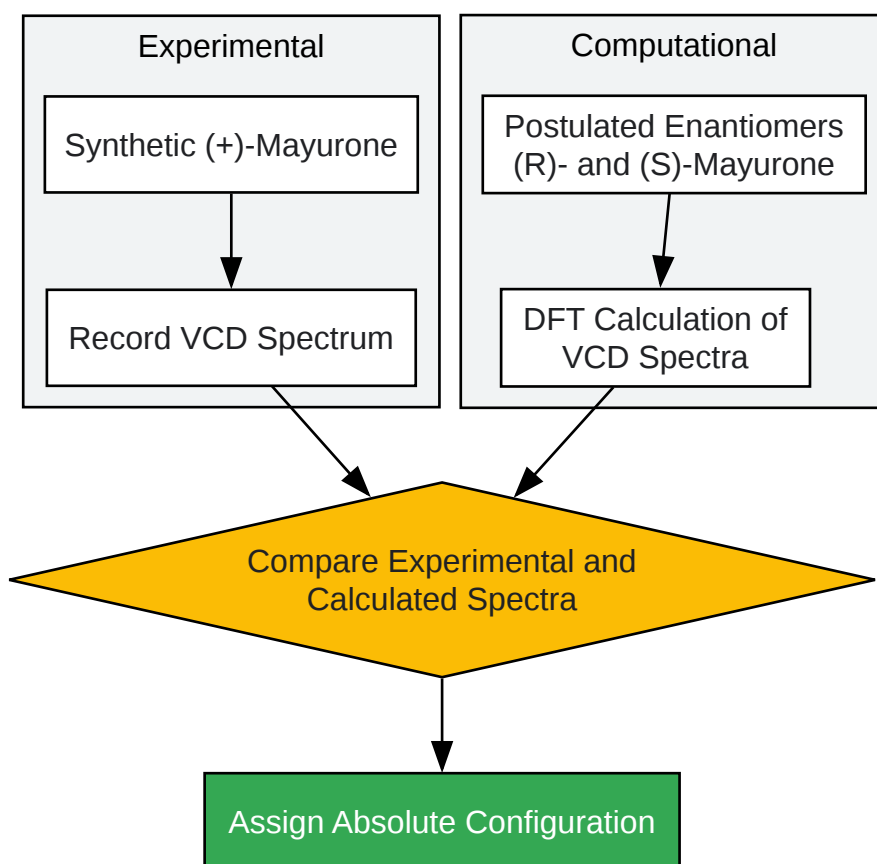 Experimental
Synthetic (+)-Mayurone
Record VCD Spectrum
Computational
Postulated Enantiomers
(R)- and (S)-Mayurone
DFT Calculation of
VCD Spectra
Compare Experimental and
Calculated Spectra
Assign Absolute Configuration